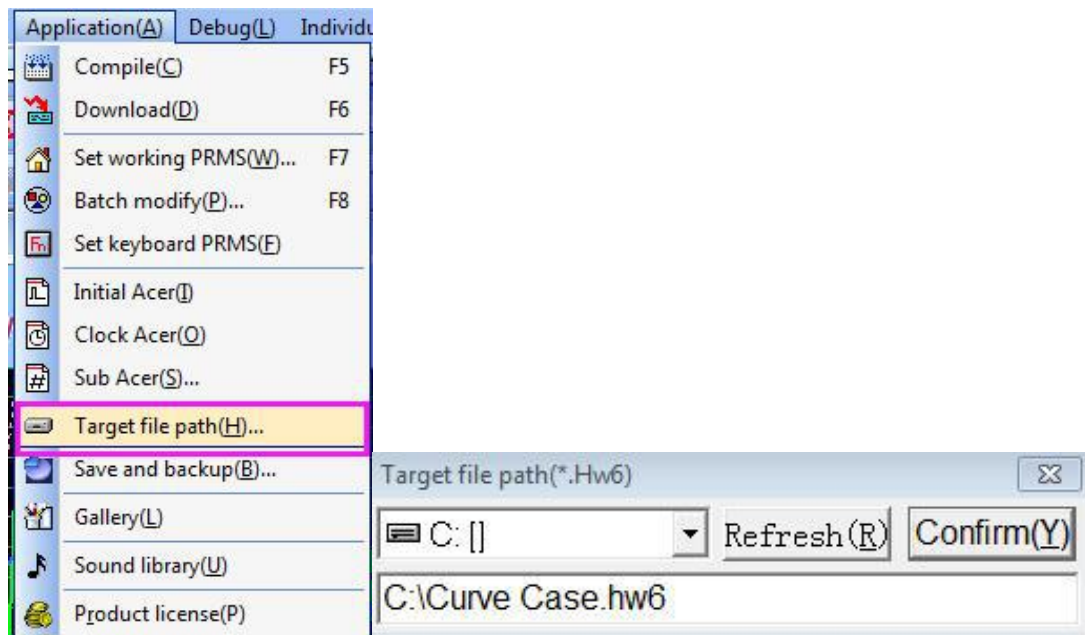 Application(A) Debug(L) Individu
Compile(C) F5
Download(D) F6
Set working PRMS(W)... F7
Batch modify(P)... F8
Set keyboard PRMS(F)
Initial Acer(I)
Clock Acer(O)
Sub Acer(S)...
Target file path(H)...
Save and backup(B)...
Gallery(L)
Sound library(U)
Product license(P)
Target file path(*.Hw6)
C: [] Refresh(R) Confirm(Y)
C:\Curve Case.hw6